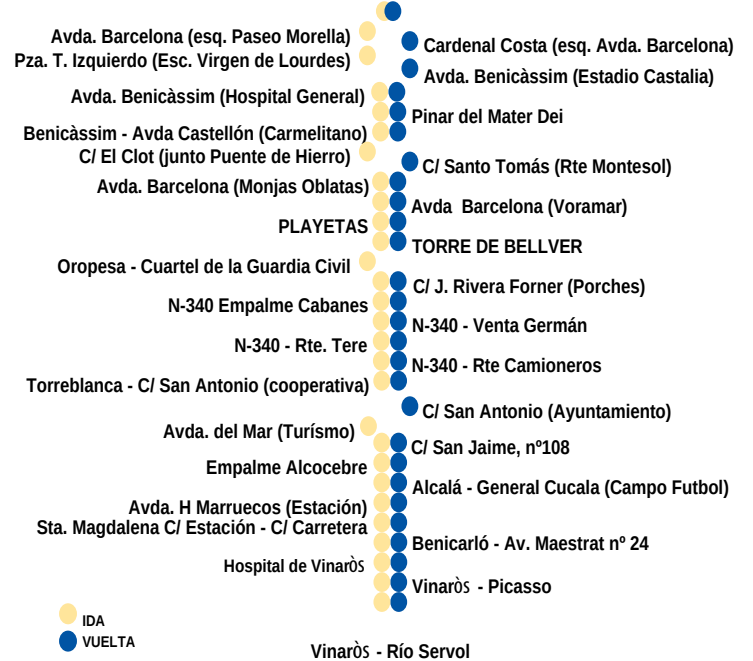 Avda. Barcelona (esq. Paseo Morella)
Cardenal Costa (esq. Avda. Barcelona)
Pza. T. Izquierdo (Esc. Virgen de Lourdes)
Avda. Benicàssim (Estadio Castalia)
Avda. Benicàssim (Hospital General)
Pinar del Mater Dei
Benicàssim - Avda Castellón (Carmelitano)
C/ El Clot (junto Puente de Hierro)
C/ Santo Tomás (Rte Montesol)
Avda. Barcelona (Monjas Oblatas)
Avda Barcelona (Voramar)
PLAYETAS
TORRE DE BELLVER
Oropesa - Cuartel de la Guardia Civil
C/ J. Rivera Forner (Porches)
N-340 Empalme Cabanes
N-340 - Venta Germán
N-340 - Rte. Tere
N-340 - Rte Camioneros
Torreblanca - C/ San Antonio (cooperativa)
C/ San Antonio (Ayuntamiento)
Avda. del Mar (Turísmo)
C/ San Jaime, nº108
Empalme Alcocebre
Alcalá - General Cucala (Campo Futbol)
Avda. H Marruecos (Estación)
Sta. Magdalena C/ Estación - C/ Carretera
Benicarló - Av. Maestrat nº 24
Hospital de Vinaròs
Vinaròs - Picasso
IDA
VUELTA
Vinaròs - Río Servol